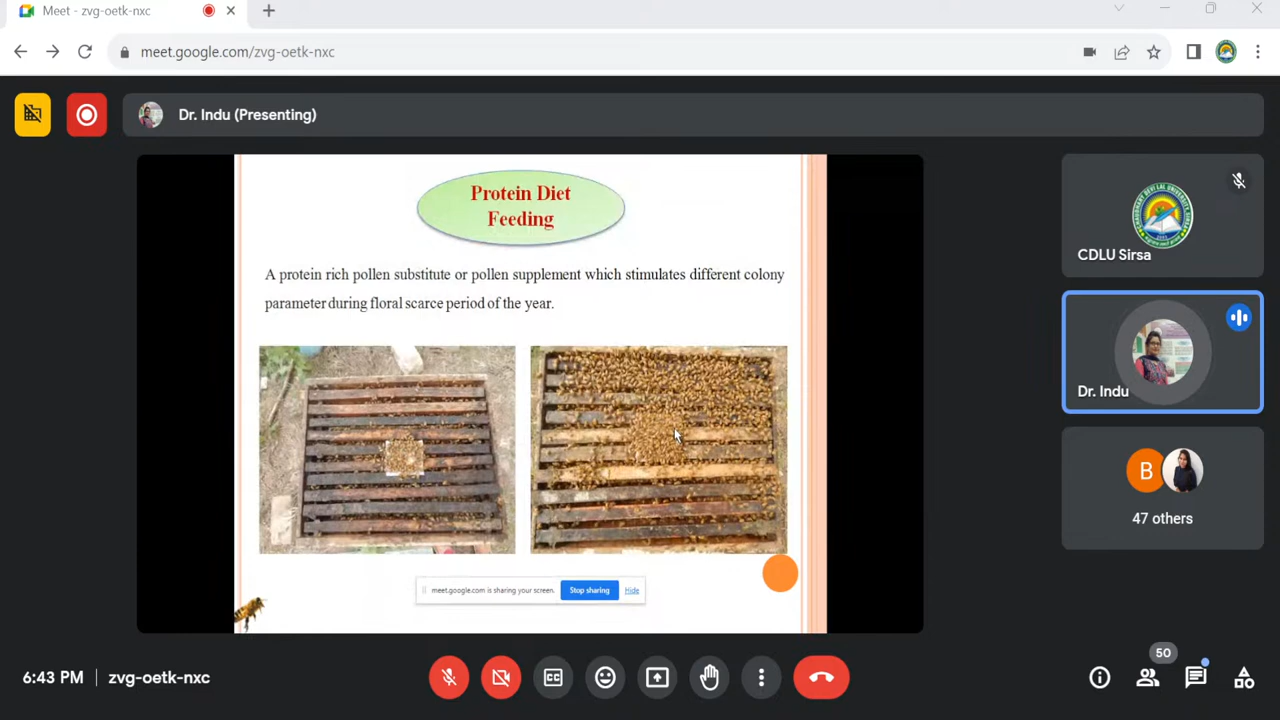 Meet - zvg-oetk-nxc
meet.google.com/zvg-oetk-nxc
Dr. Indu (Presenting)
Protein Diet
Feeding
A protein rich pollen substitute or pollen supplement which stimulates different colony
parameter during floral scarce period of the year.
meet.google.com is sharing your screen.
Stop sharing
Hide
CDLU Sirsa
Dr. Indu
B
47 others
6:43 PM
zvg-oetk-nxc
50